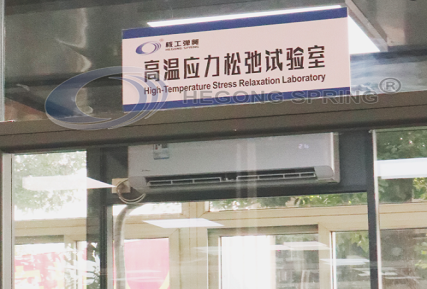 核工弹簧
HEGONG SPRING
高温应力松弛试验室
High-Temperature Stress Relaxation Laboratory
HEGONG SPRING®